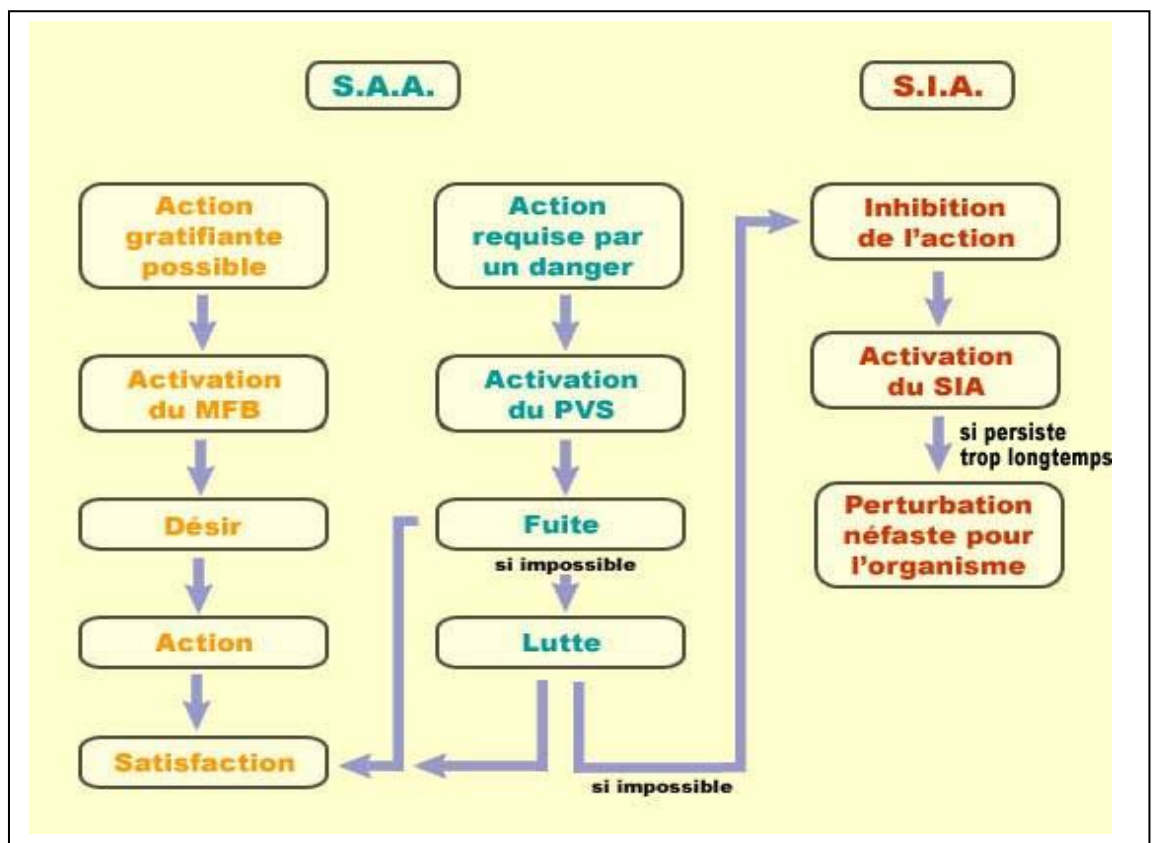 S.A.A.
S.I.A.
Action
gratifiante
possible
Activation
du MFB
Désir
Action
Satisfaction
Action
requise par
un danger
Activation
du PVS
Fuite
si impossible
Lutte
si impossible
Inhibition
de l'action
Activation
du SIA
si persiste
trop longtemps
Perturbation
néfaste pour
l'organisme